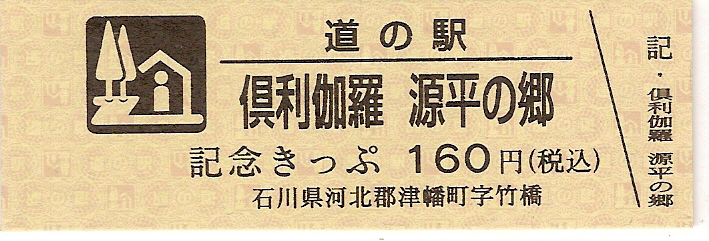 道の駅
倶利伽羅 源平の郷
記念きっぷ 160円(税込)
石川県河北郡津幡町字竹橋
記・倶利伽羅 源平の郷